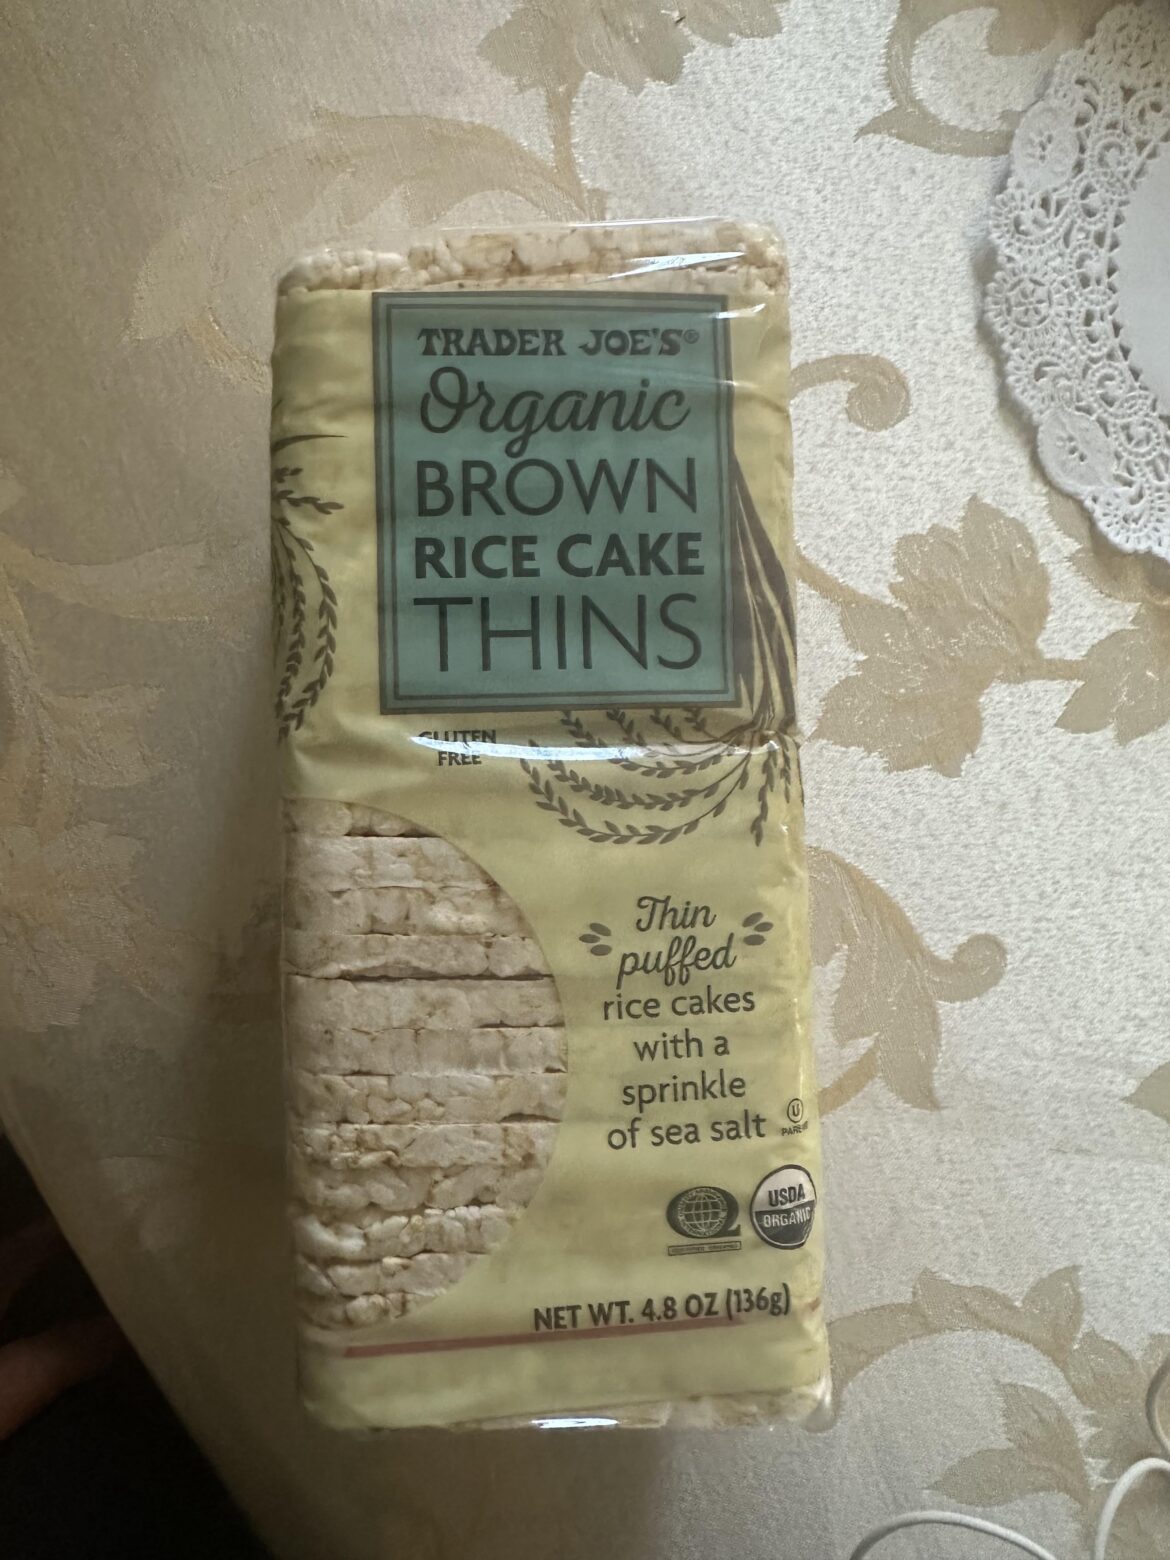 TRADER JOE'S®
Organic
BROWN
RICE CAKE
THINS
GLUTEN
FREE
Thin
puffed
rice cakes
with a
sprinkle
of sea salt
U
USDA
ORGANIC
NET WT. 4.8 OZ (136g)